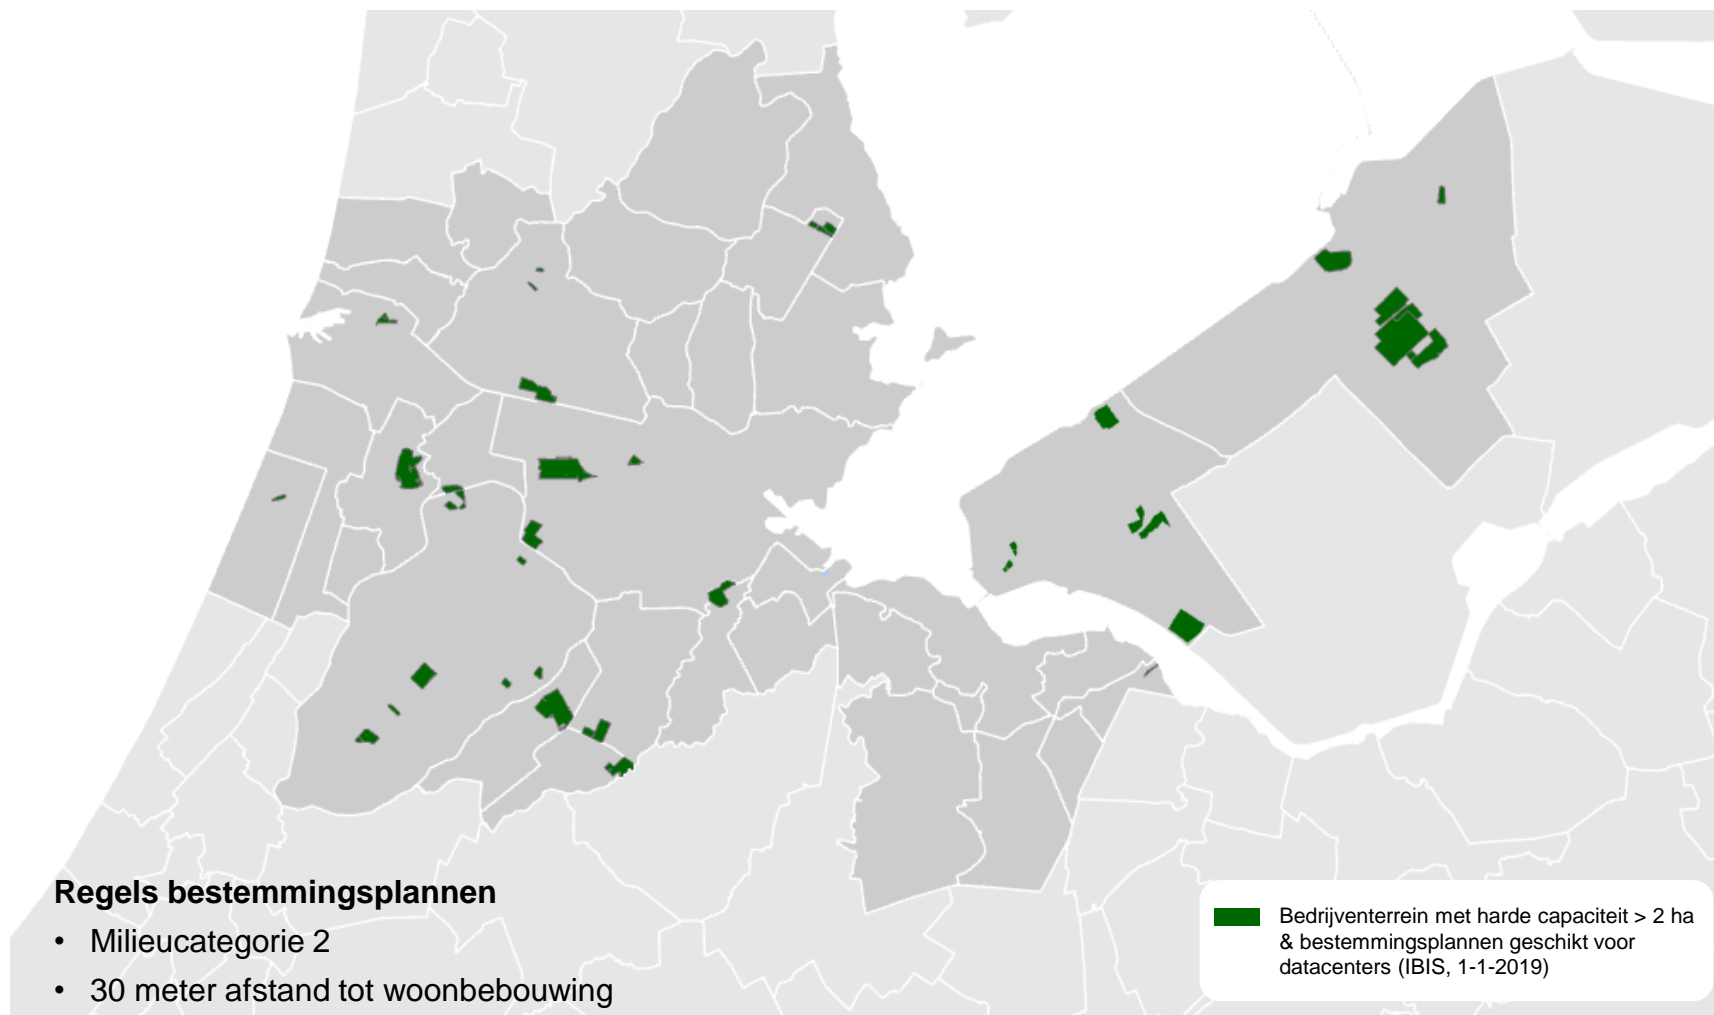 Regels bestemmingsplannen
• Milieucategorie 2
• 30 meter afstand tot woonbebouwing
Bedrijventerrein met harde capaciteit > 2 ha
& bestemmingsplannen geschikt voor
datacenters (IBIS, 1-1-2019)